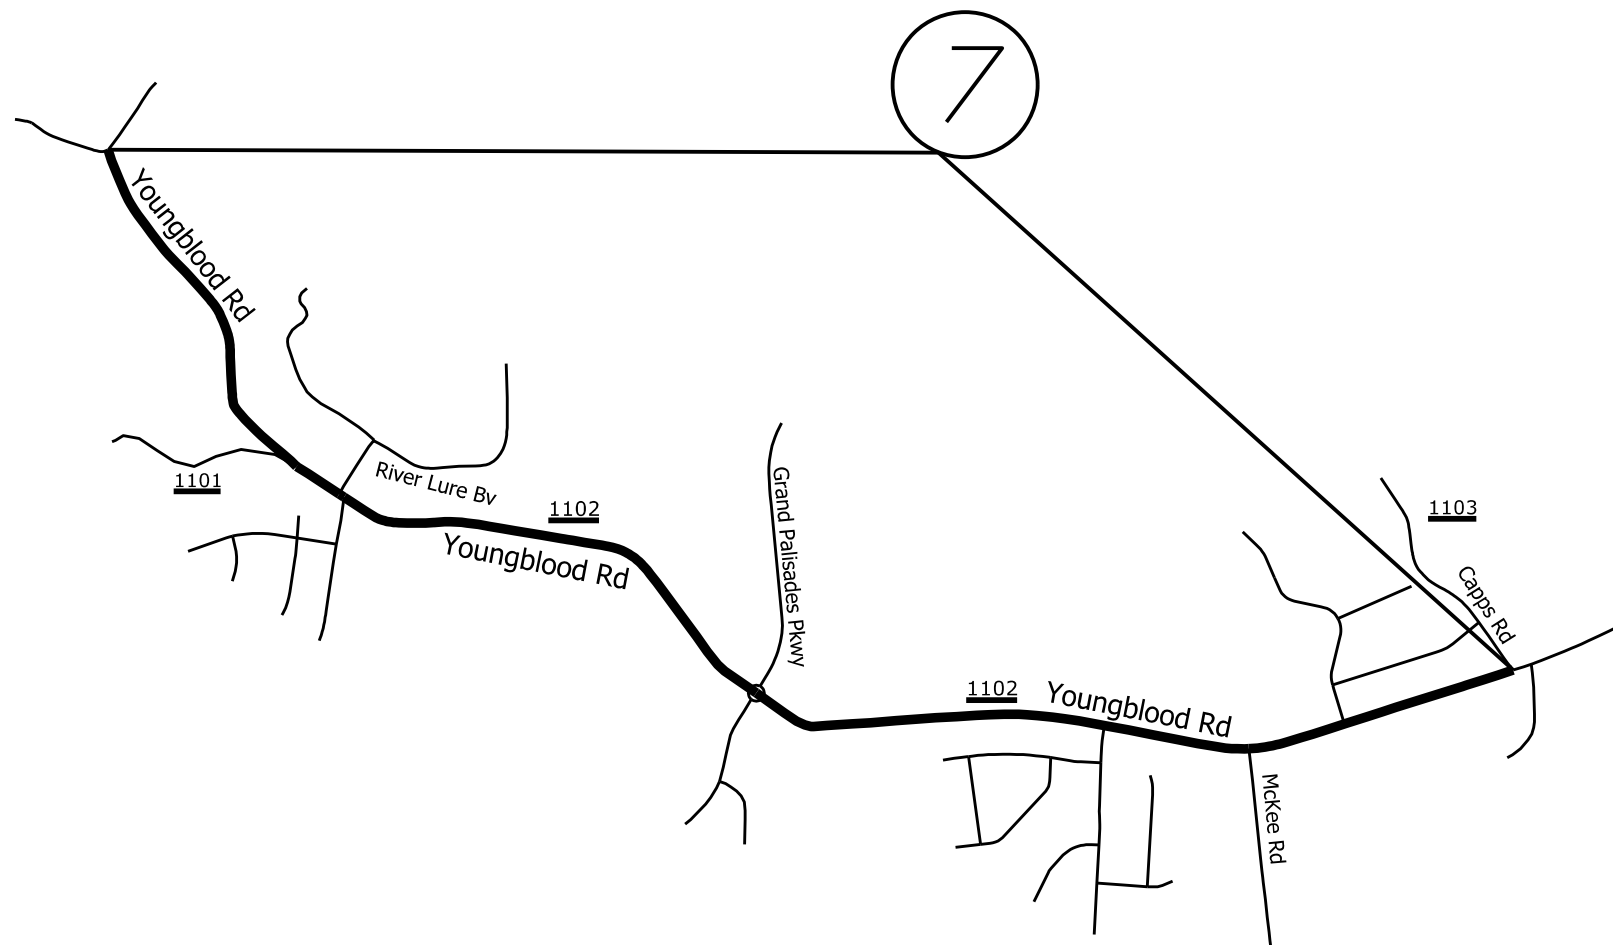 7
Youngblood Rd
1101
River Lure Bv
1102
Youngblood Rd
Grand Palisades Pkwy
1103
Capps Rd
1102
Youngblood Rd
McKee Rd